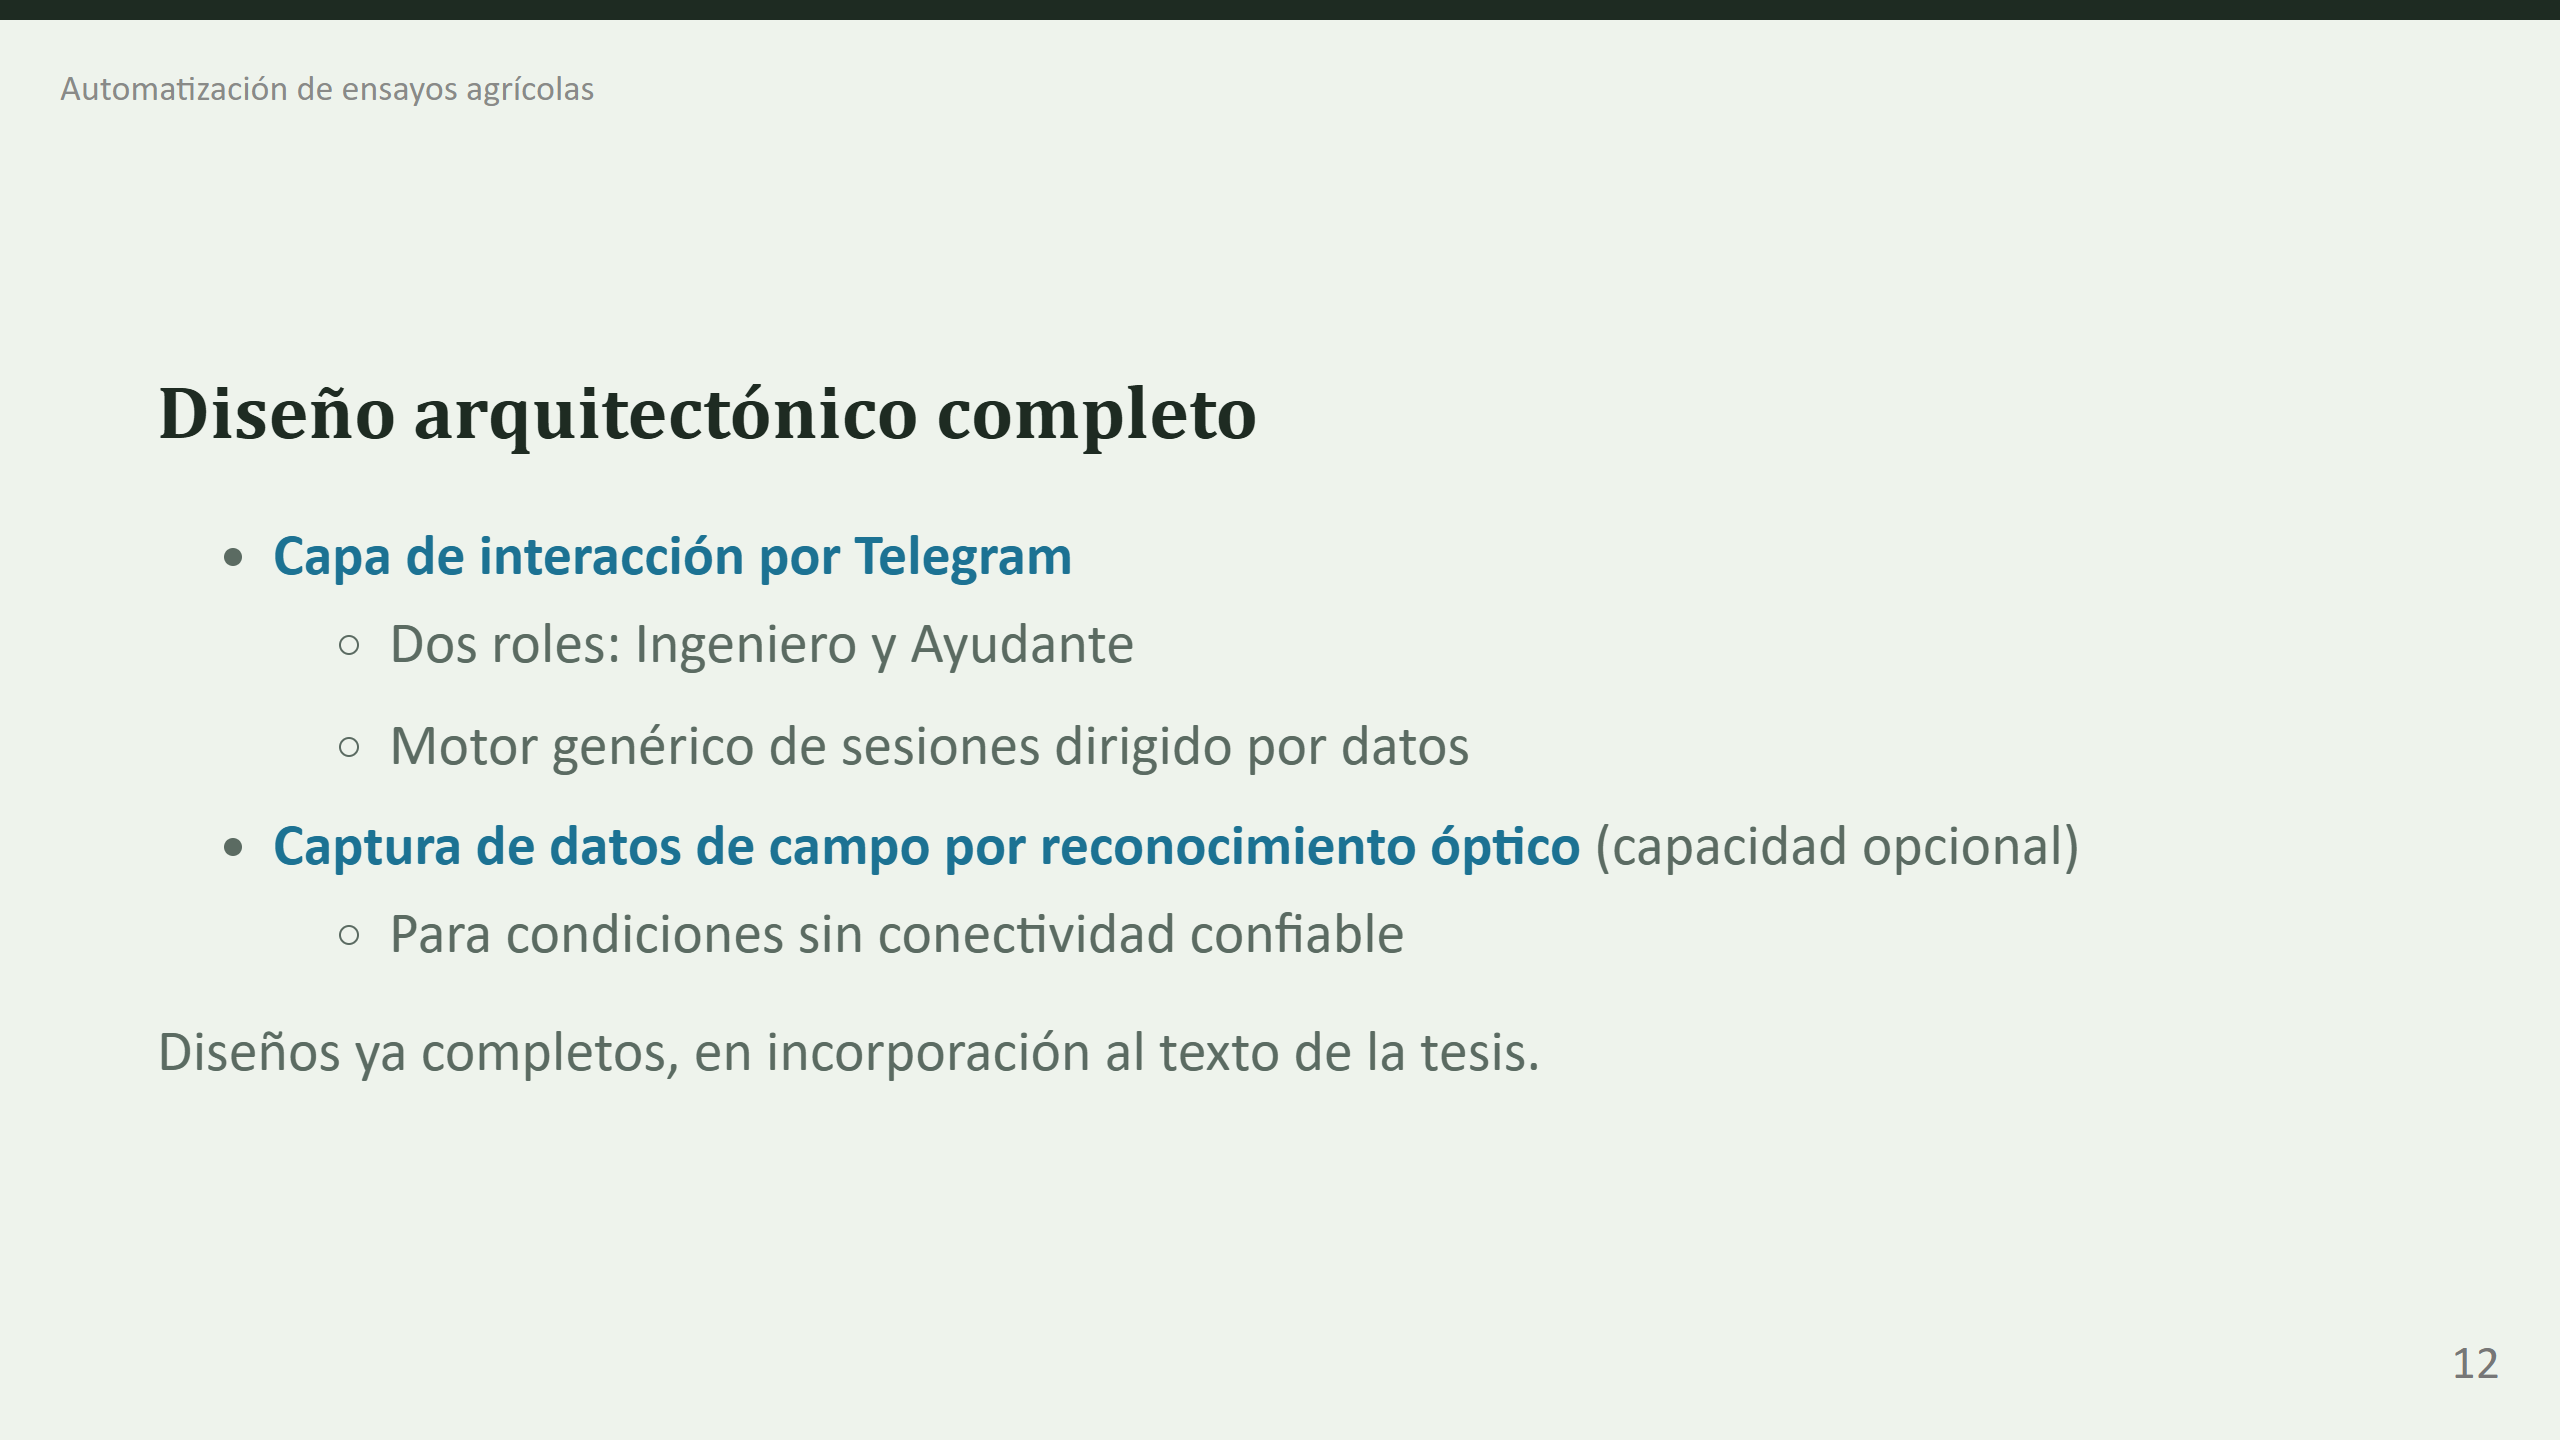 Automatización de ensayos agrícolas
Diseño arquitectónico completo
• Capa de interacción por Telegram
◦ Dos roles: Ingeniero y Ayudante
◦ Motor genérico de sesiones dirigido por datos
• Captura de datos de campo por reconocimiento óptico (capacidad opcional)
◦ Para condiciones sin conectividad confiable
Diseños ya completos, en incorporación al texto de la tesis.
12